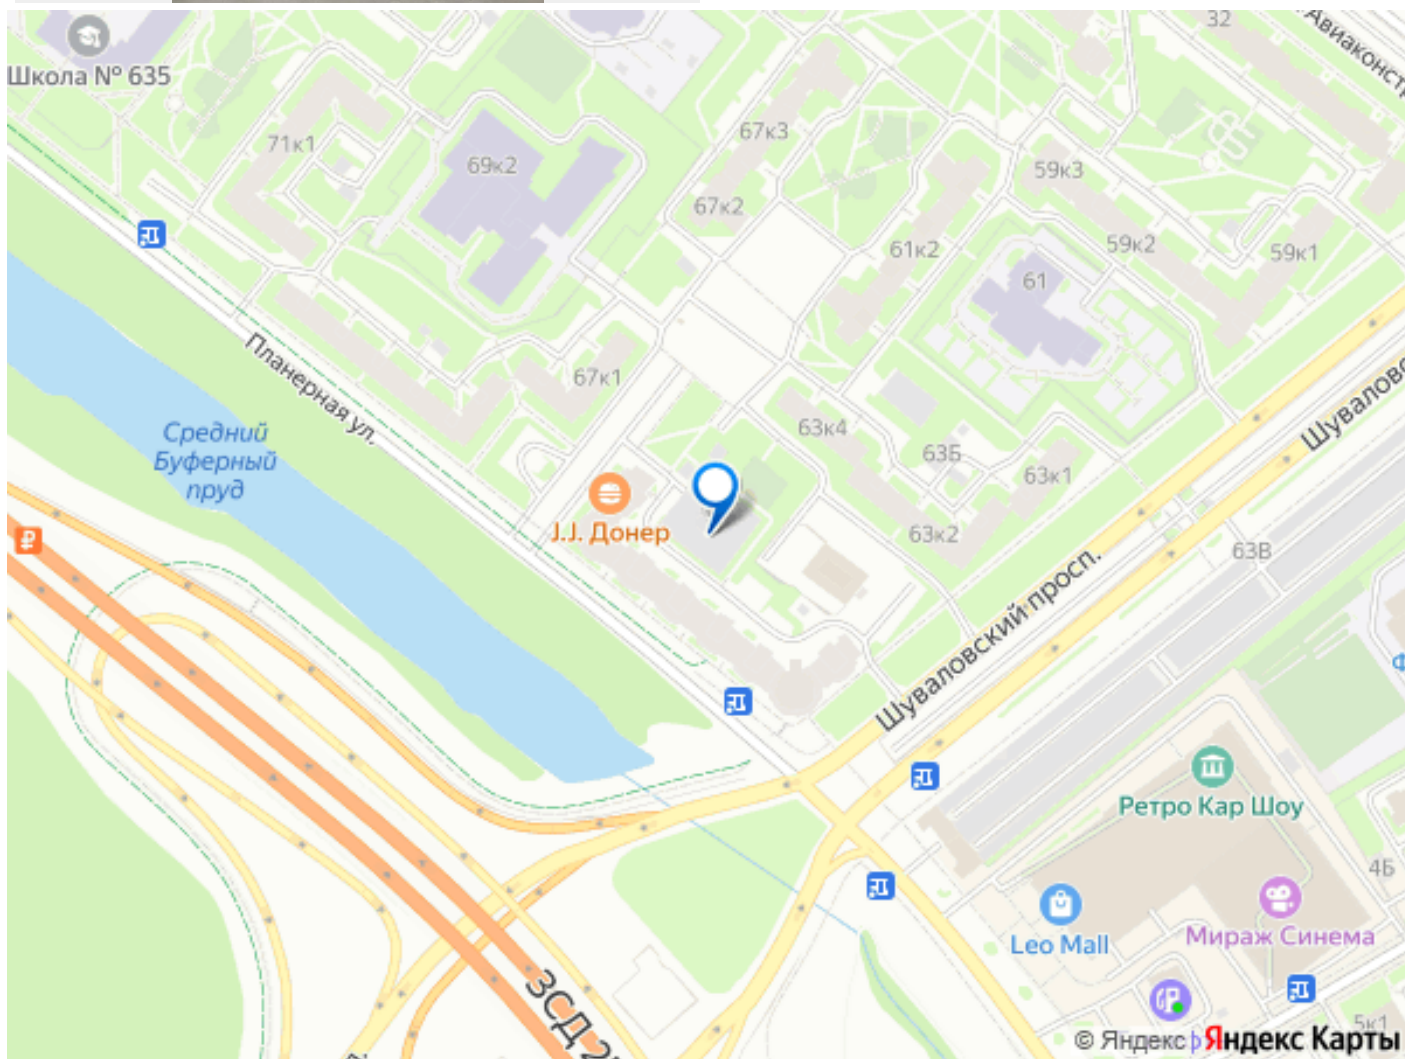 32
Авиаконстр
Школа № 635
71к1
69к2
67к3
67к2
59к3
59к2
59к1
61к2
61
Планерная ул.
67к1
63к4
63Б
63к1
63к2
63В
Шуваловс
Средний
Буферный
пруд
J.J. Донер
Шуваловский просп.
Ретро Кар Шоу
4Б
Leo Mall
Мираж Синема
ЗСД
5к1
© Яндекс Яндекс Карты